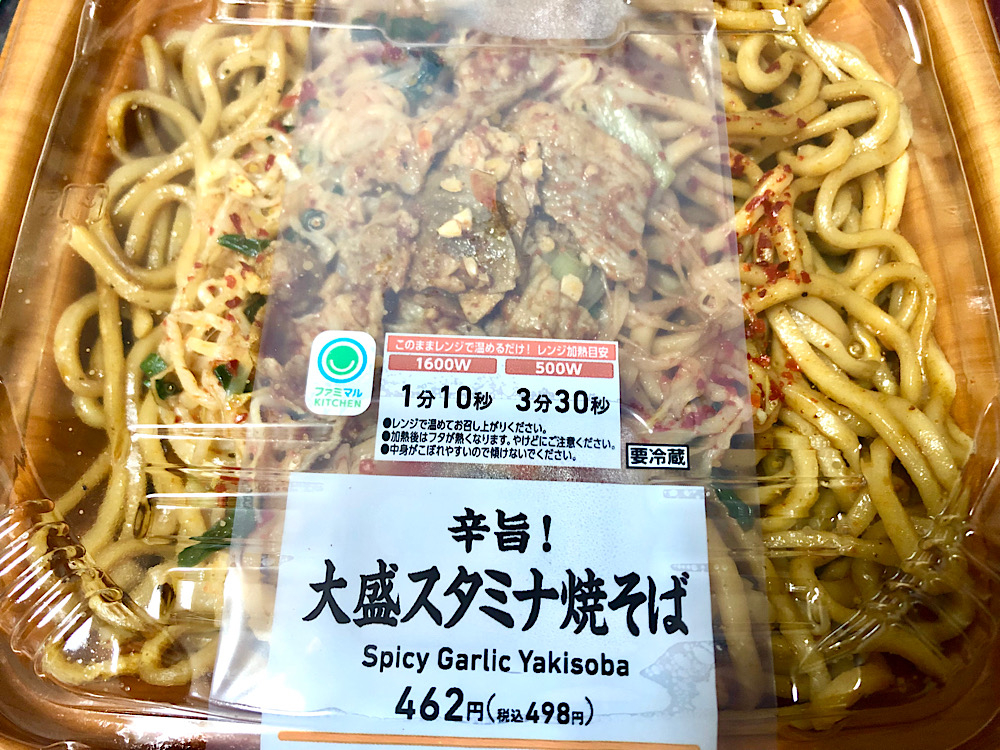 このままレンジで温めるだけ! レンジ加熱目安
1600W 500W
1分10秒 3分30秒
●レンジで温めてお召し上がりください。
●加熱後はフタが熱くなります。やけどにご注意ください。
●中身がこぼれやすいので傾けないでください。
ファミマル
KITCHEN
要冷蔵
辛旨!
大盛スタミナ焼そば
Spicy Garlic Yakisoba
462円(税込498円)